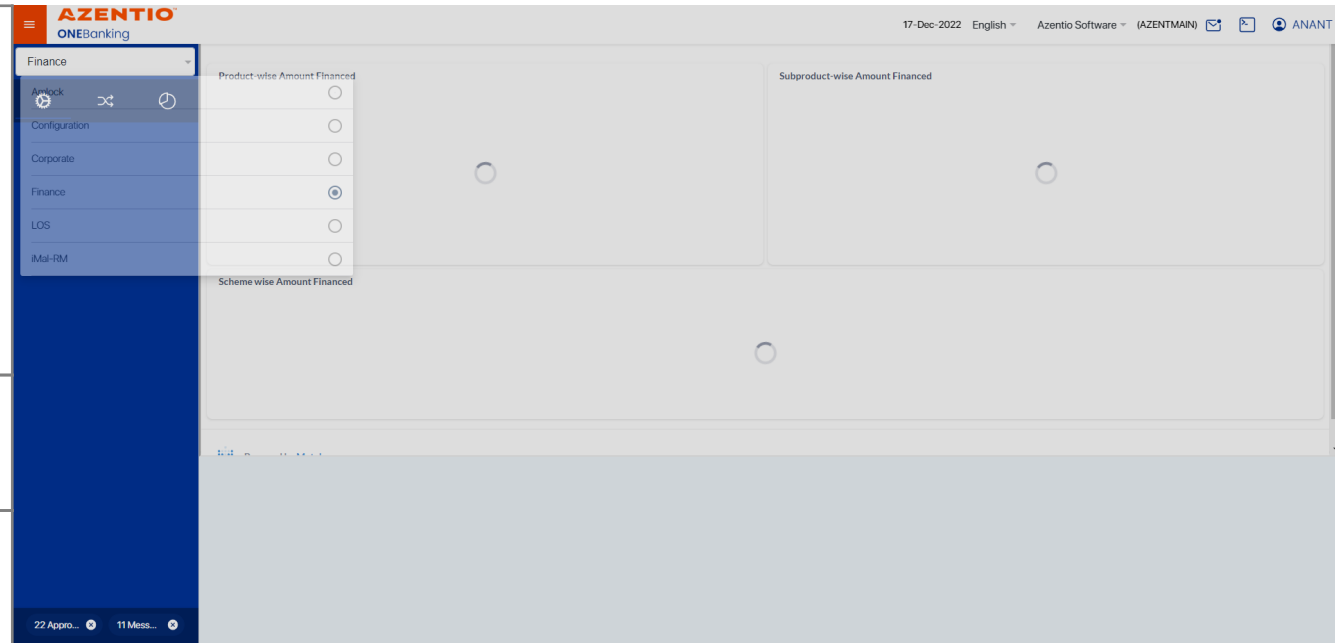 AZENTIO
ONEBanking
17-Dec-2022 English Azentio Software (AZENTMAIN) ANANT
Finance
Product-wise Amount Financed
Subproduct-wise Amount Financed
Amlock
Configuration
Corporate
Finance
LOS
iMal-RM
Scheme wise Amount Financed
22 Appro...
11 Mess...